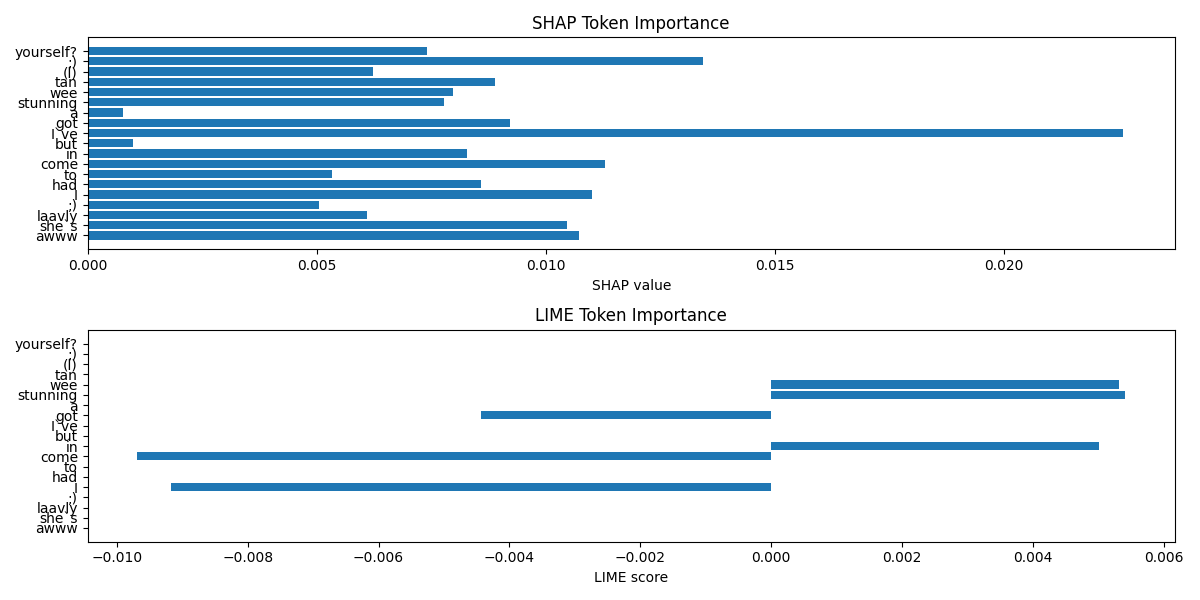 SHAP Token Importance
yourself?
:)
([)
tan
wee
stunning
a
got
I've
but
in
come
to
had
I
:)
laavly
she's
awww
0.000 0.005 0.010 0.015 0.020
SHAP value
LIME Token Importance
yourself?
:)
([)
tan
wee
stunning
a
got
I've
but
in
come
to
had
I
:)
laavly
she's
awww
−0.010 −0.008 −0.006 −0.004 −0.002 0.000 0.002 0.004 0.006
LIME score